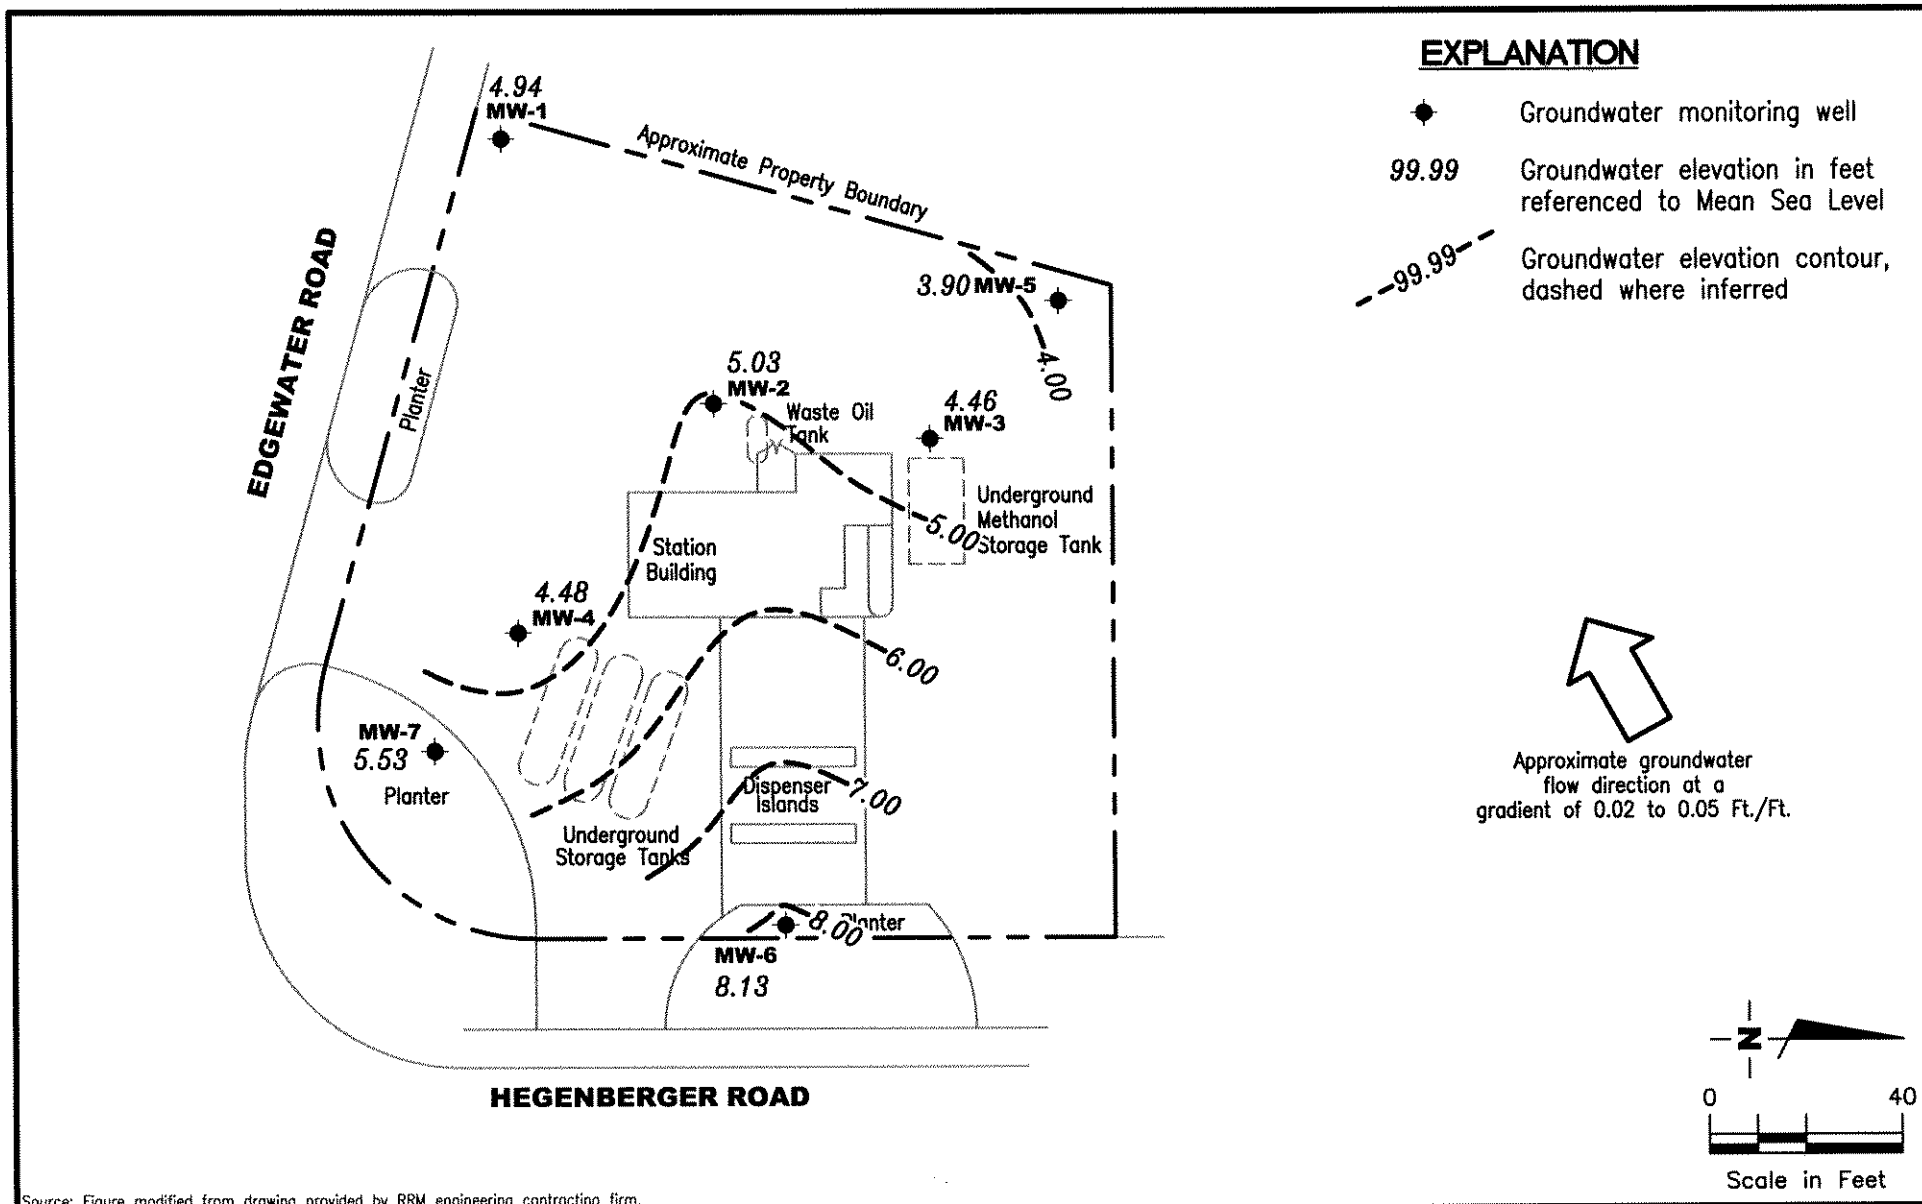 EXPLANATION
Groundwater monitoring well
99.99
Groundwater elevation in feet
referenced to Mean Sea Level
99.99
Groundwater elevation contour,
dashed where inferred
4.94
MW-1
Approximate Property Boundary
EDGEWATER ROAD
Planter
3.90 MW-5
4.00
5.03
MW-2
Waste Oil
Tank
4.46
MW-3
Underground
Methanol
Storage Tank
5.00
Station
Building
4.48
MW-4
6.00
MW-7
5.53
Planter
Dispenser
Islands
7.00
Underground
Storage Tanks
8.00
Planter
MW-6
8.13
HEGENBERGER ROAD
Approximate groundwater
flow direction at a
gradient of 0.02 to 0.05 Ft./Ft.
N
0 40
Scale in Feet
Source: Figure modified from drawing provided by RRM engineering contracting firm.